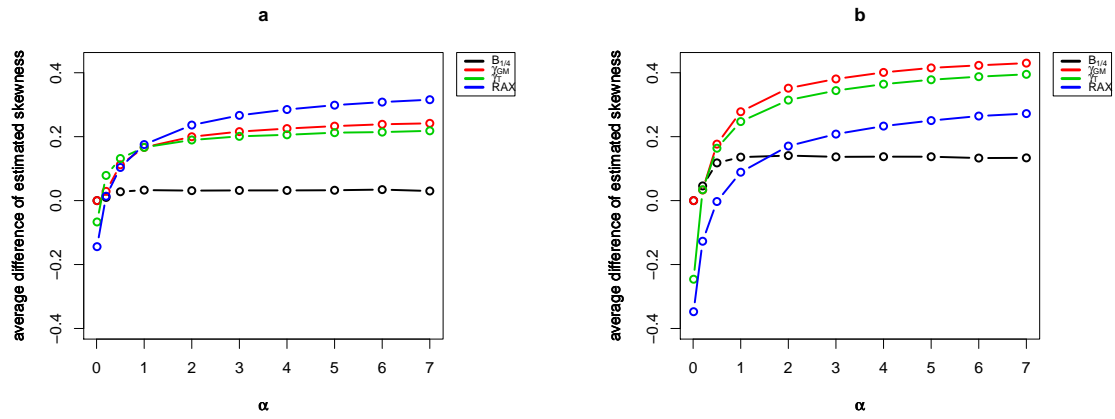 a
average difference of estimated skewness
0.4
0.2
0.0
−0.2
−0.4
0 1 2 3 4 5 6 7
α
B1/4
γGM
γT
RAX
b
average difference of estimated skewness
0.4
0.2
0.0
−0.2
−0.4
0 1 2 3 4 5 6 7
α
B1/4
γGM
γT
RAX